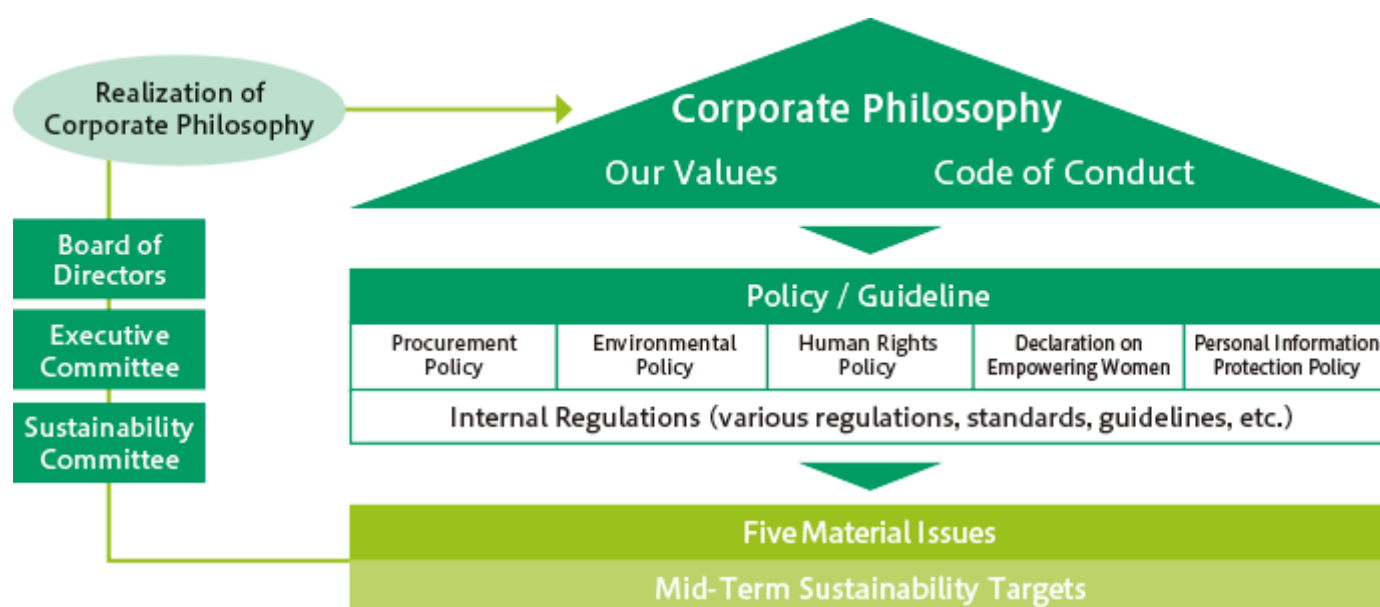 Realization of
Corporate Philosophy
Corporate Philosophy
Our Values
Code of Conduct
Board of
Directors
Executive
Committee
Sustainability
Committee
Policy / Guideline
Procurement
Policy
Environmental
Policy
Human Rights
Policy
Declaration on
Empowering Women
Personal Information
Protection Policy
Internal Regulations (various regulations, standards, guidelines, etc.)
Five Material Issues
Mid-Term Sustainability Targets